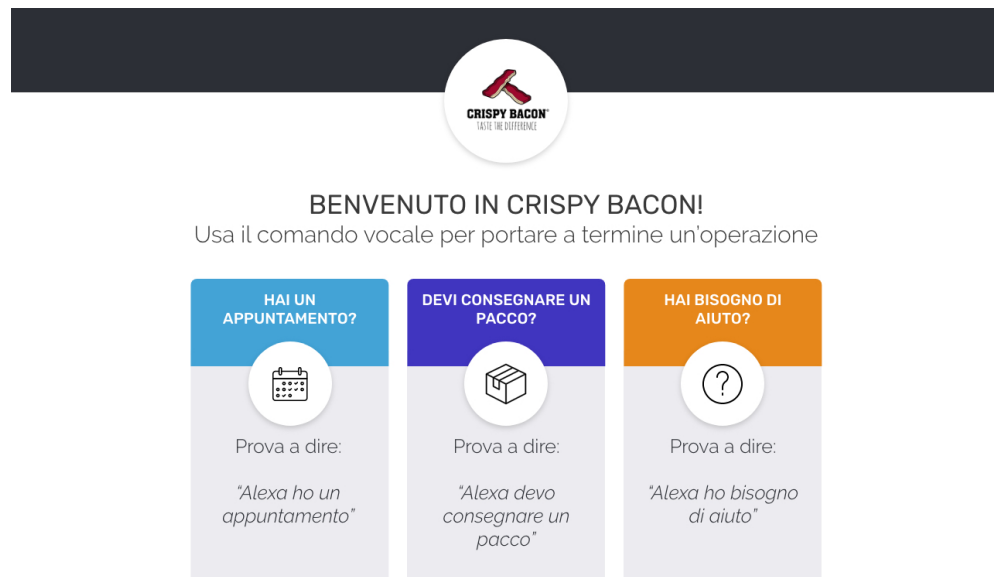 CRISPY BACON®
TASTE THE DIFFERENCE
BENVENUTO IN CRISPY BACON!
Usa il comando vocale per portare a termine un'operazione
HAI UN
APPUNTAMENTO?
Prova a dire:
“Alexa ho un
appuntamento”
DEVI CONSEGNARE UN
PACCO?
Prova a dire:
“Alexa devo
consegnare un
pacco”
HAI BISOGNO DI
AIUTO?
?
Prova a dire:
“Alexa ho bisogno
di aiuto”